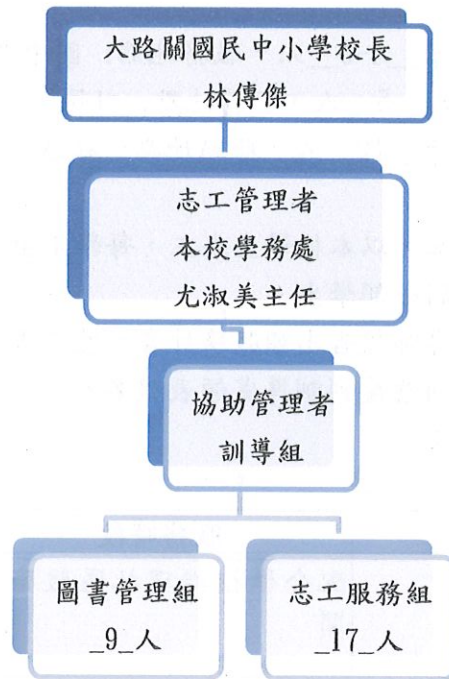 大路關國民中小學校長
林傳傑
志工管理者
本校學務處
尤淑美主任
協助管理者
訓導組
圖書管理組
_9_人
志工服務組
_17_人